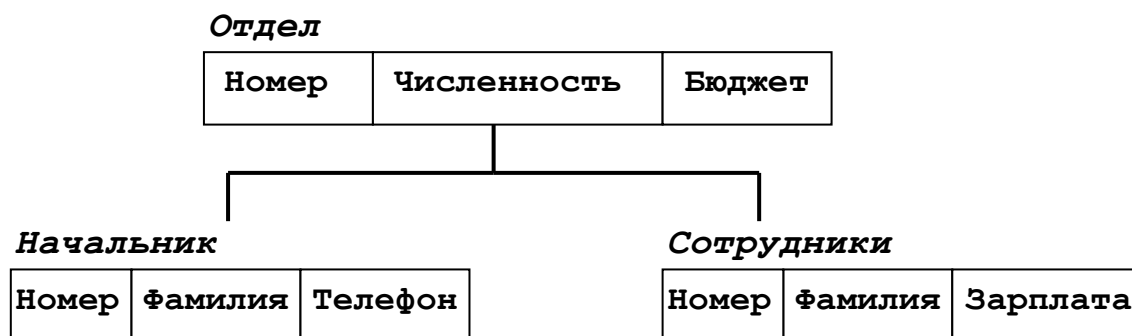 Отдел
Номер Численность Бюджет
Начальник Сотрудники
Номер Фамилия Телефон Номер Фамилия Зарплата